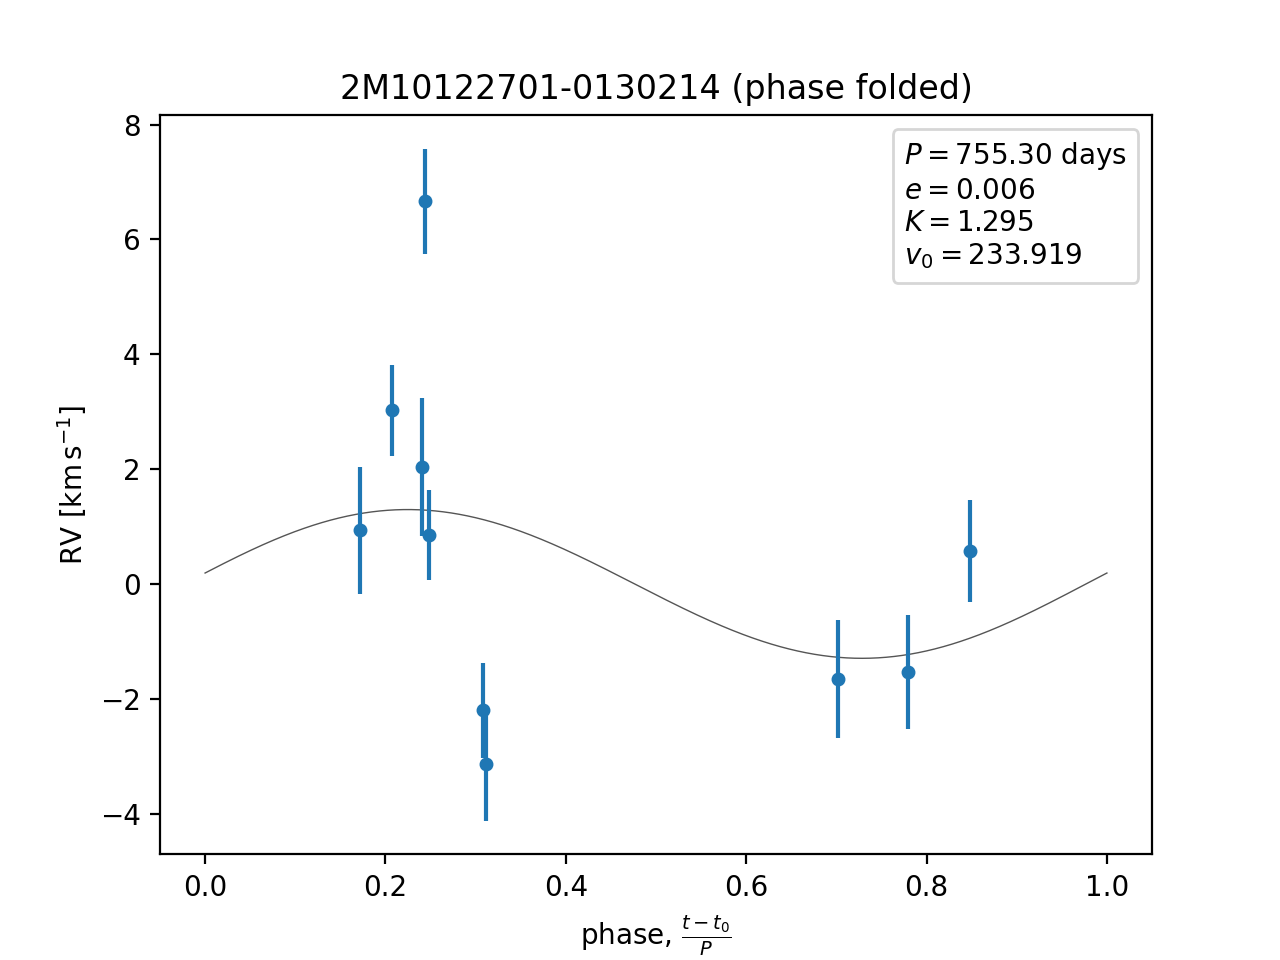 2M10122701-0130214 (phase folded)
P = 755.30 days
e = 0.006
K = 1.295
v₀ = 233.919
8
6
4
2
0
−2
−4
RV [km s⁻¹]
0.0 0.2 0.4 0.6 0.8 1.0
phase, (t − t₀)/P